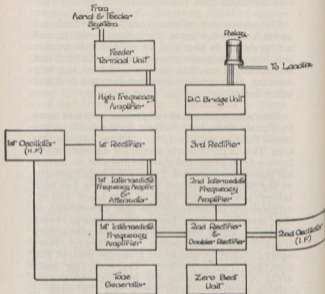 From
Aerial & Feeder
System
Relay
To Landline
Feeder
Terminal Unit
High Frequency
Amplifier
D.C. Bridge Unit
1st Oscillator
(H.F.)
1st Rectifier
3rd Rectifier
1st Intermediate
Frequency Amplfr.
&
Attenuator
2nd Intermediate
Frequency
Amplifier
1st Intermediate
Frequency
Amplifier
2nd Rectifier
&
Doubler Rectifier
2nd Oscillator
(I.F.)
Tone
Generator
Zero Beat
Unit